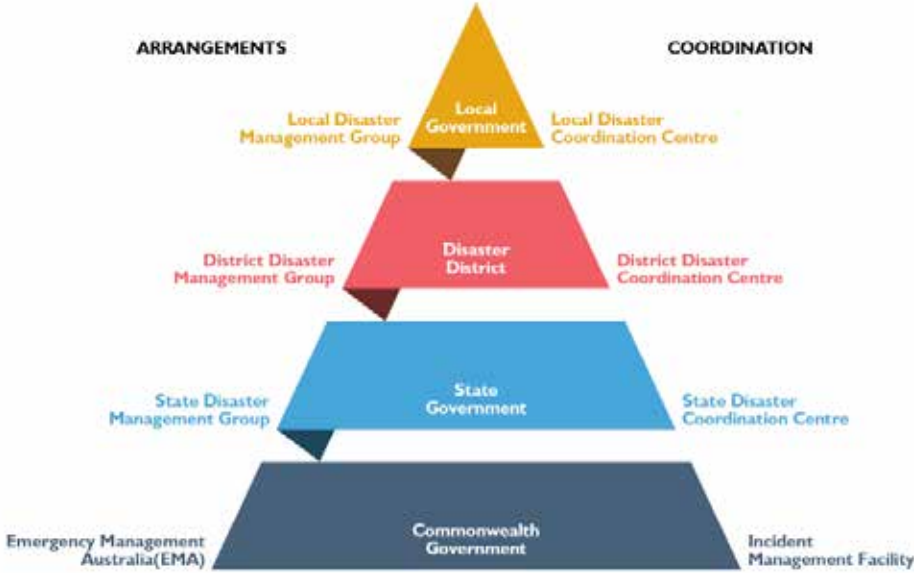 ARRANGEMENTS
COORDINATION
Local Disaster
Management Group
Local
Government
Local Disaster
Coordination Centre
District Disaster
Management Group
Disaster
District
District Disaster
Coordination Centre
State Disaster
Management Group
State
Government
State Disaster
Coordination Centre
Emergency Management
Australia(EMA)
Commonwealth
Government
Incident
Management Facility